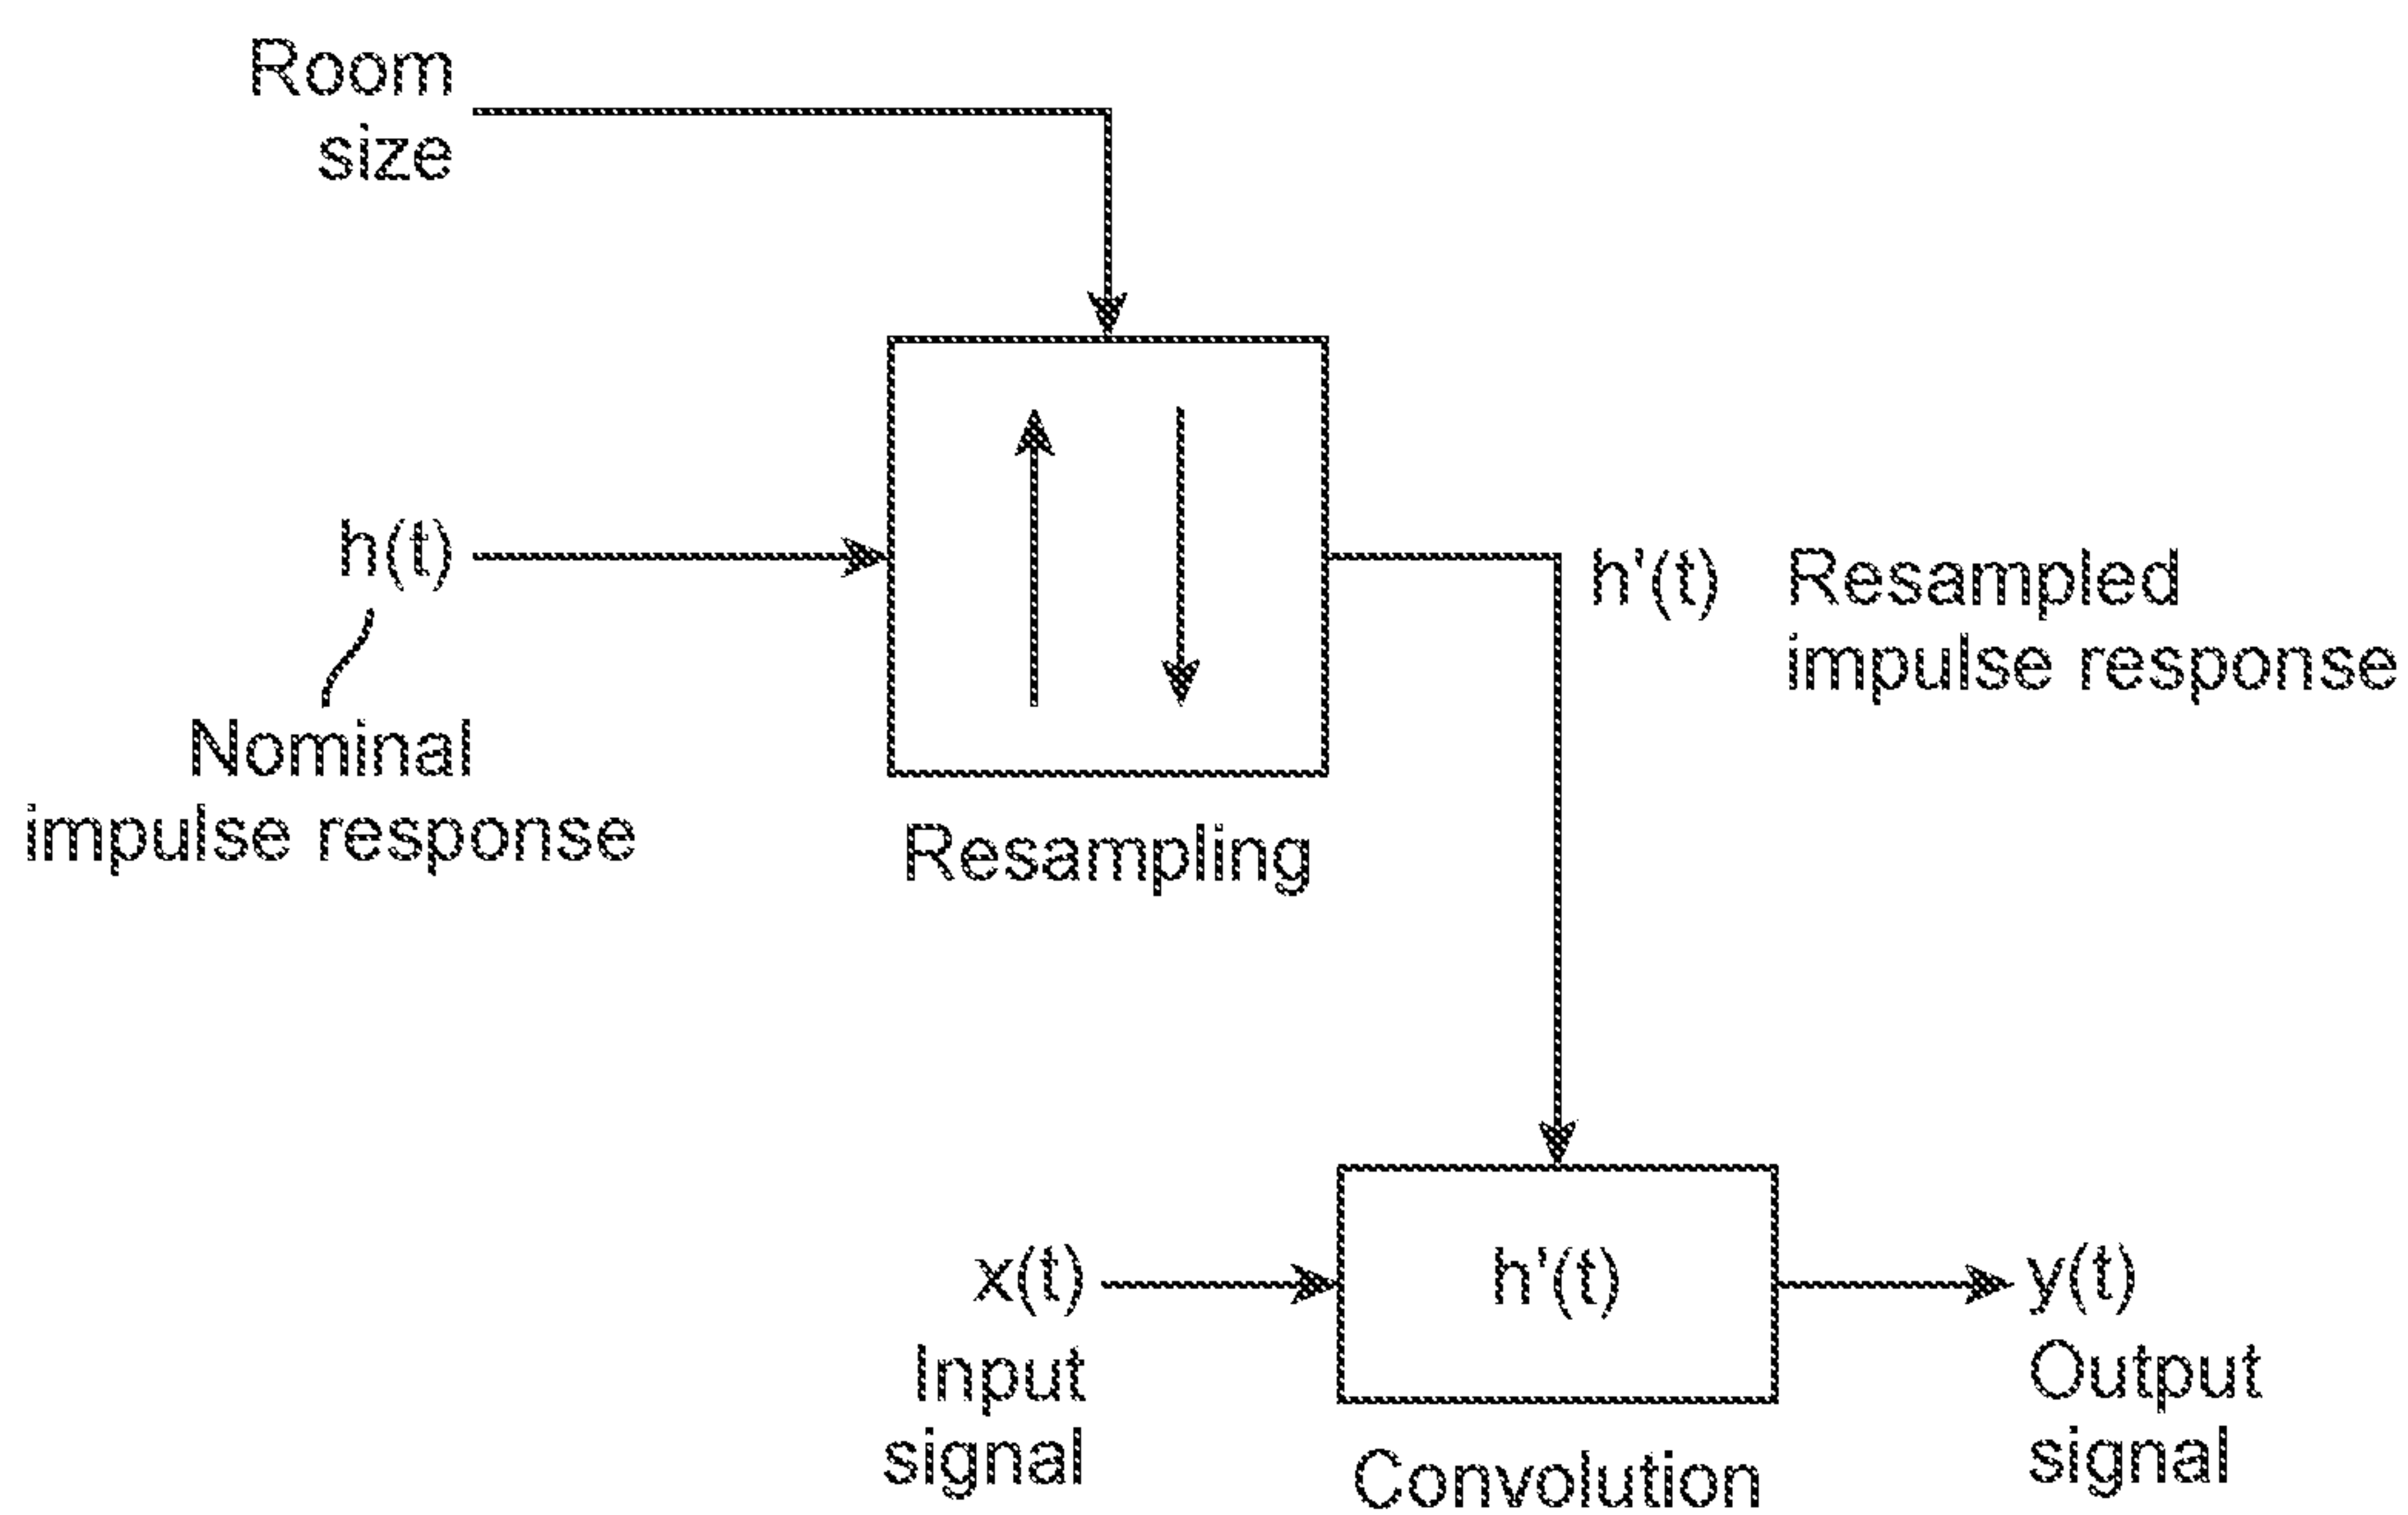 Room
size
h(t)
Nominal
impulse response
Resampling
h'(t) Resampled
impulse response
x(t)
Input
signal
h'(t)
Convolution
y(t)
Output
signal